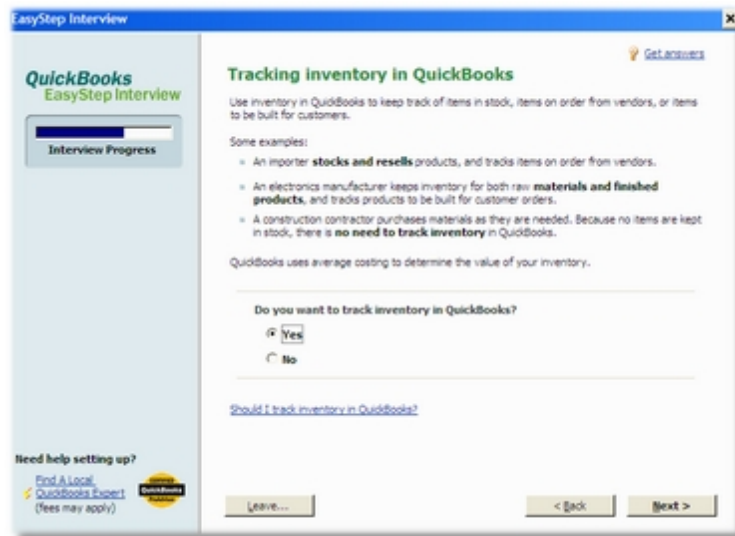 EasyStep Interview
Get answers
QuickBooks
EasyStep Interview
Interview Progress
Tracking inventory in QuickBooks
Use inventory in QuickBooks to keep track of items in stock, items on order from vendors, or items
to be built for customers.
Some examples:
An importer stocks and resells products, and tracks items on order from vendors.
An electronics manufacturer keeps inventory for both raw materials and finished
products, and tracks products to be built for customer orders.
A construction contractor purchases materials as they are needed. Because no items are kept
in stock, there is no need to track inventory in QuickBooks.
QuickBooks uses average costing to determine the value of your inventory.
Do you want to track inventory in QuickBooks?
Yes
No
Should I track inventory in QuickBooks?
Need help setting up?
Find A Local
QuickBooks Expert
(fees may apply)
QuickBooks
Leave...
< Back
Next >